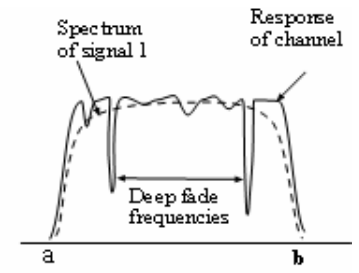 Spectrum
of signal 1
Response
of channel
Deep fade
frequencies
a
b